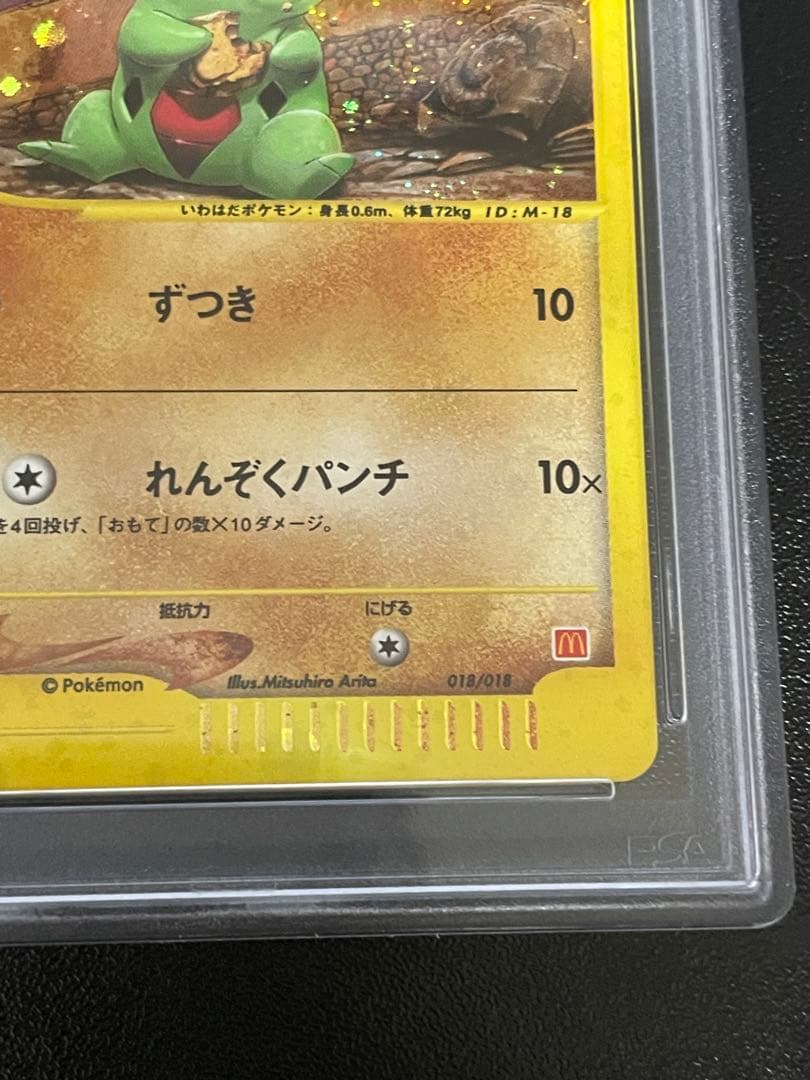 いわはだポケモン：身長0.6m、体重72kg ID：M-18
ずつき 10
れんぞくパンチ 10×
を4回投げ、「おもて」の数×10ダメージ。
抵抗力 にげる
©Pokémon Illus.Mitsuhiro Arita 018/018
PSA